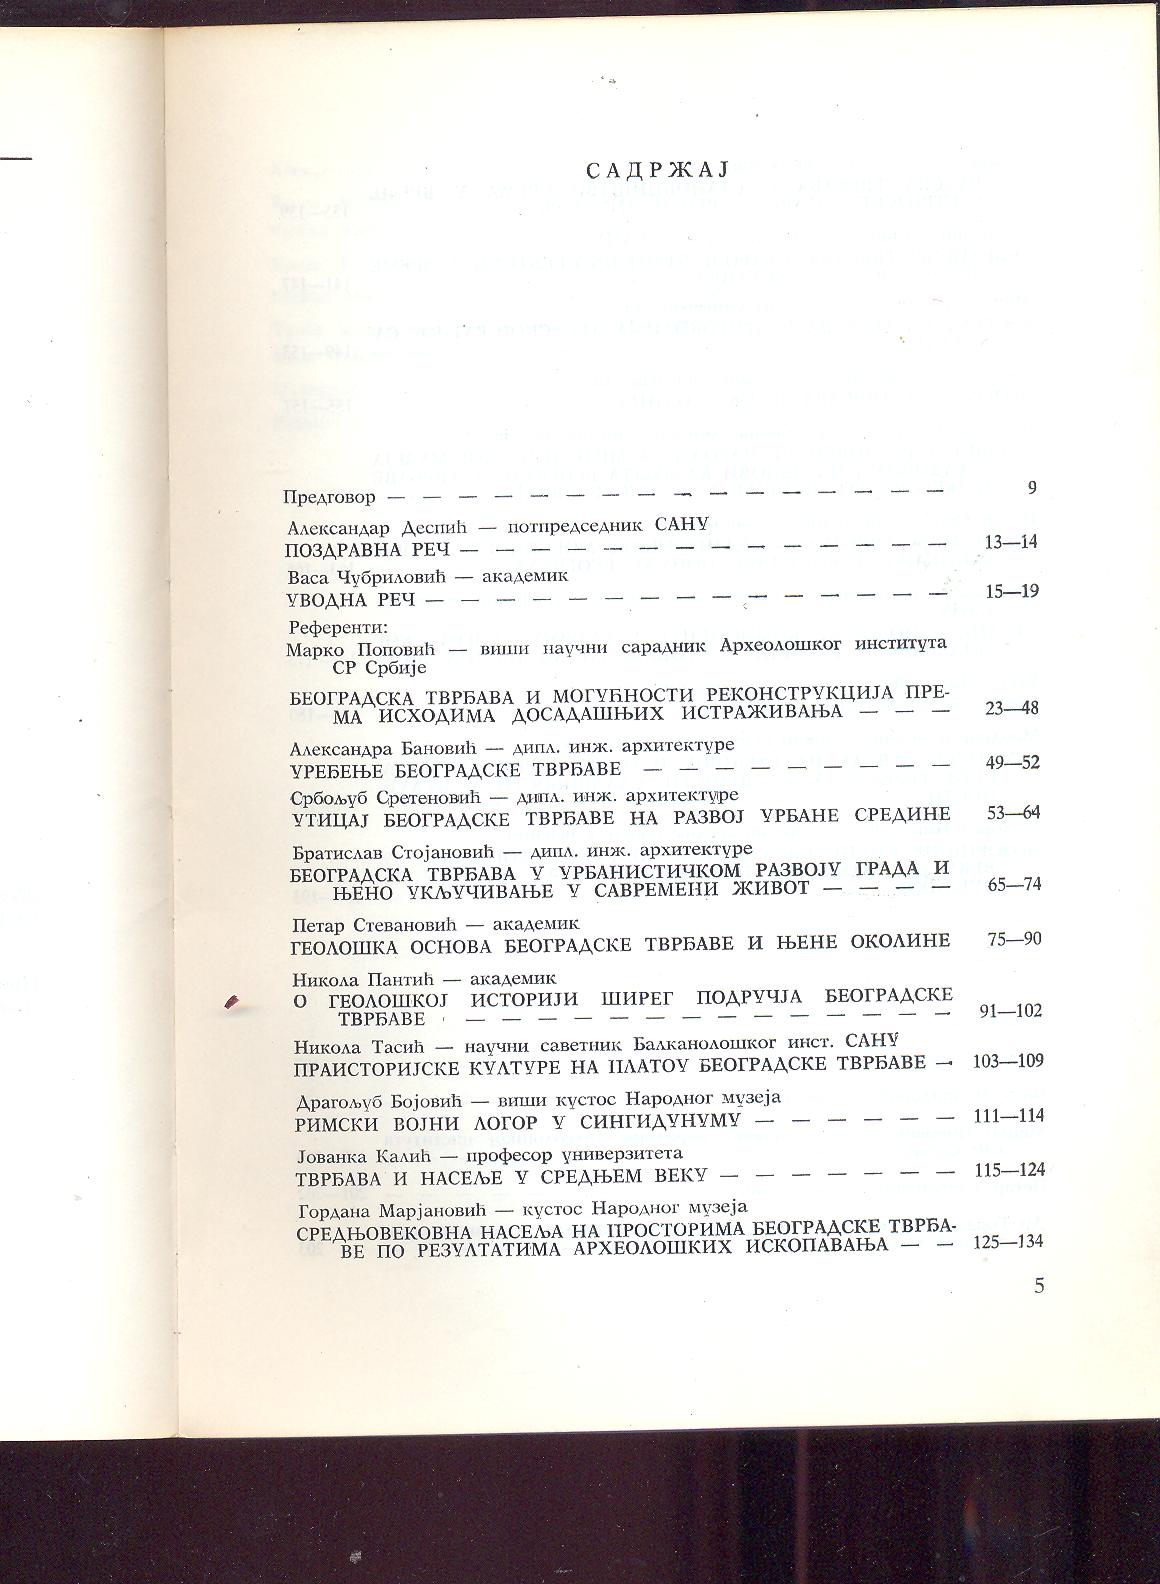 САДРЖАЈ
Предговор — — — — — — — — — — — — — — — — 9
Александар Деспић — потпредседник САНУ
ПОЗДРАВНА РЕЧ — — — — — — — — — — — — — — 13—14
Васа Чубриловић — академик
УВОДНА РЕЧ — — — — — — — — — — — — — — — 15—19
Референти:
Марко Поповић — виши научни сарадник Археолошког института
СР Србије
БЕОГРАДСКА ТВРЂАВА И МОГУЋНОСТИ РЕКОНСТРУКЦИЈА ПРЕ-
МА ИСХОДИМА ДОСАДАШЊИХ ИСТРАЖИВАЊА — — — 23—48
Александра Бановић — дипл. инж. архитектуре
УРЕЂЕЊЕ БЕОГРАДСКЕ ТВРЂАВЕ — — — — — — — — — 49—52
Србољуб Сретеновић — дипл. инж. архитектуре
УТИЦАЈ БЕОГРАДСКЕ ТВРЂАВЕ НА РАЗВОЈ УРБАНЕ СРЕДИНЕ 53—64
Братислав Стојановић — дипл. инж. архитектуре
БЕОГРАДСКА ТВРЂАВА У УРБАНИСТИЧКОМ РАЗВОЈУ ГРАДА И
ЊЕНО УКЉУЧИВАЊЕ У САВРЕМЕНИ ЖИВОТ — — — — 65—74
Петар Стевановић — академик
ГЕОЛОШКА ОСНОВА БЕОГРАДСКЕ ТВРЂАВЕ И ЊЕНЕ ОКОЛИНЕ 75—90
Никола Пантић — академик
О ГЕОЛОШКОЈ ИСТОРИЈИ ШИРЕГ ПОДРУЧЈА БЕОГРАДСКЕ
ТВРЂАВЕ — — — — — — — — — — — — — — 91—102
Никола Тасић — научни саветник Балканолошког инст. САНУ
ПРАИСТОРИЈСКЕ КУЛТУРЕ НА ПЛАТОУ БЕОГРАДСКЕ ТВРЂАВЕ — 103—109
Драгољуб Бојовић — виши кустос Народног музеја
РИМСКИ ВОЈНИ ЛОГОР У СИНГИДУНУМУ — — — — — — 111—114
Јованка Калић — професор универзитета
ТВРЂАВА И НАСЕЉЕ У СРЕДЊЕМ ВЕКУ — — — — — — — 115—124
Гордана Марјановић — кустос Народног музеја
СРЕДЊОВЕКОВНА НАСЕЉА НА ПРОСТОРИМА БЕОГРАДСКЕ ТВРЂА-
ВЕ ПО РЕЗУЛТАТИМА АРХЕОЛОШКИХ ИСКОПАВАЊА — — 125—134
5